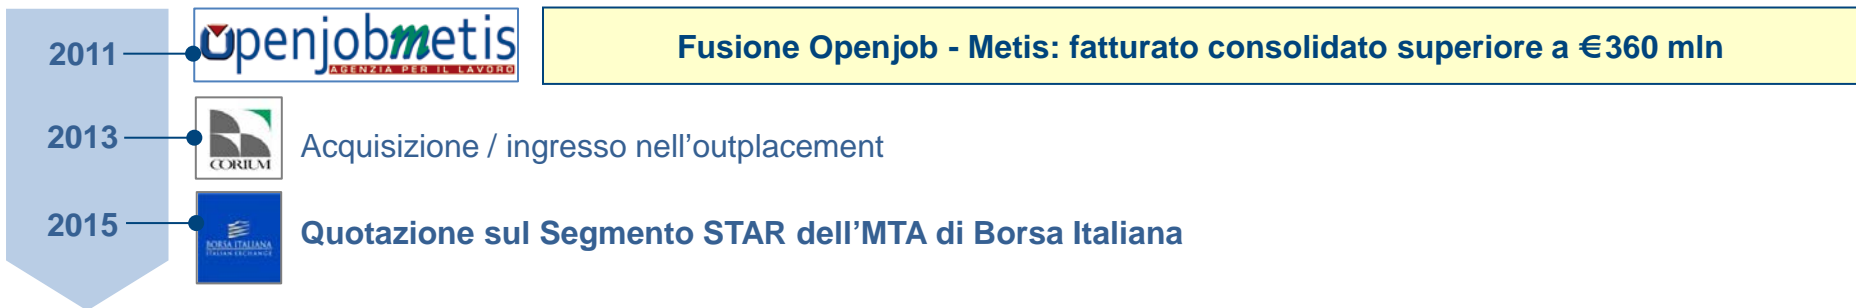 2011
Openjobmetis
AGENZIA PER IL LAVORO
Fusione Openjob - Metis: fatturato consolidato superiore a €360 mln
2013
CORIUM
Acquisizione / ingresso nell’outplacement
2015
BORSA ITALIANA
ITALIAN EXCHANGE
Quotazione sul Segmento STAR dell’MTA di Borsa Italiana